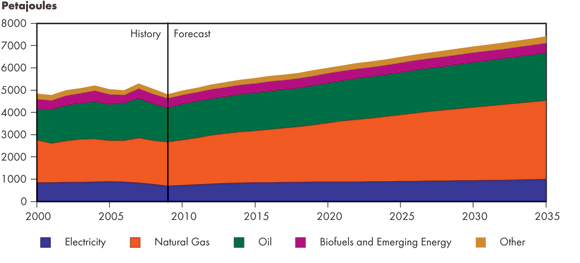 Petajoules
8000
History Forecast
7000
6000
5000
4000
3000
2000
1000
0
2000 2005 2010 2015 2020 2025 2030 2035
Electricity Natural Gas Oil Biofuels and Emerging Energy Other